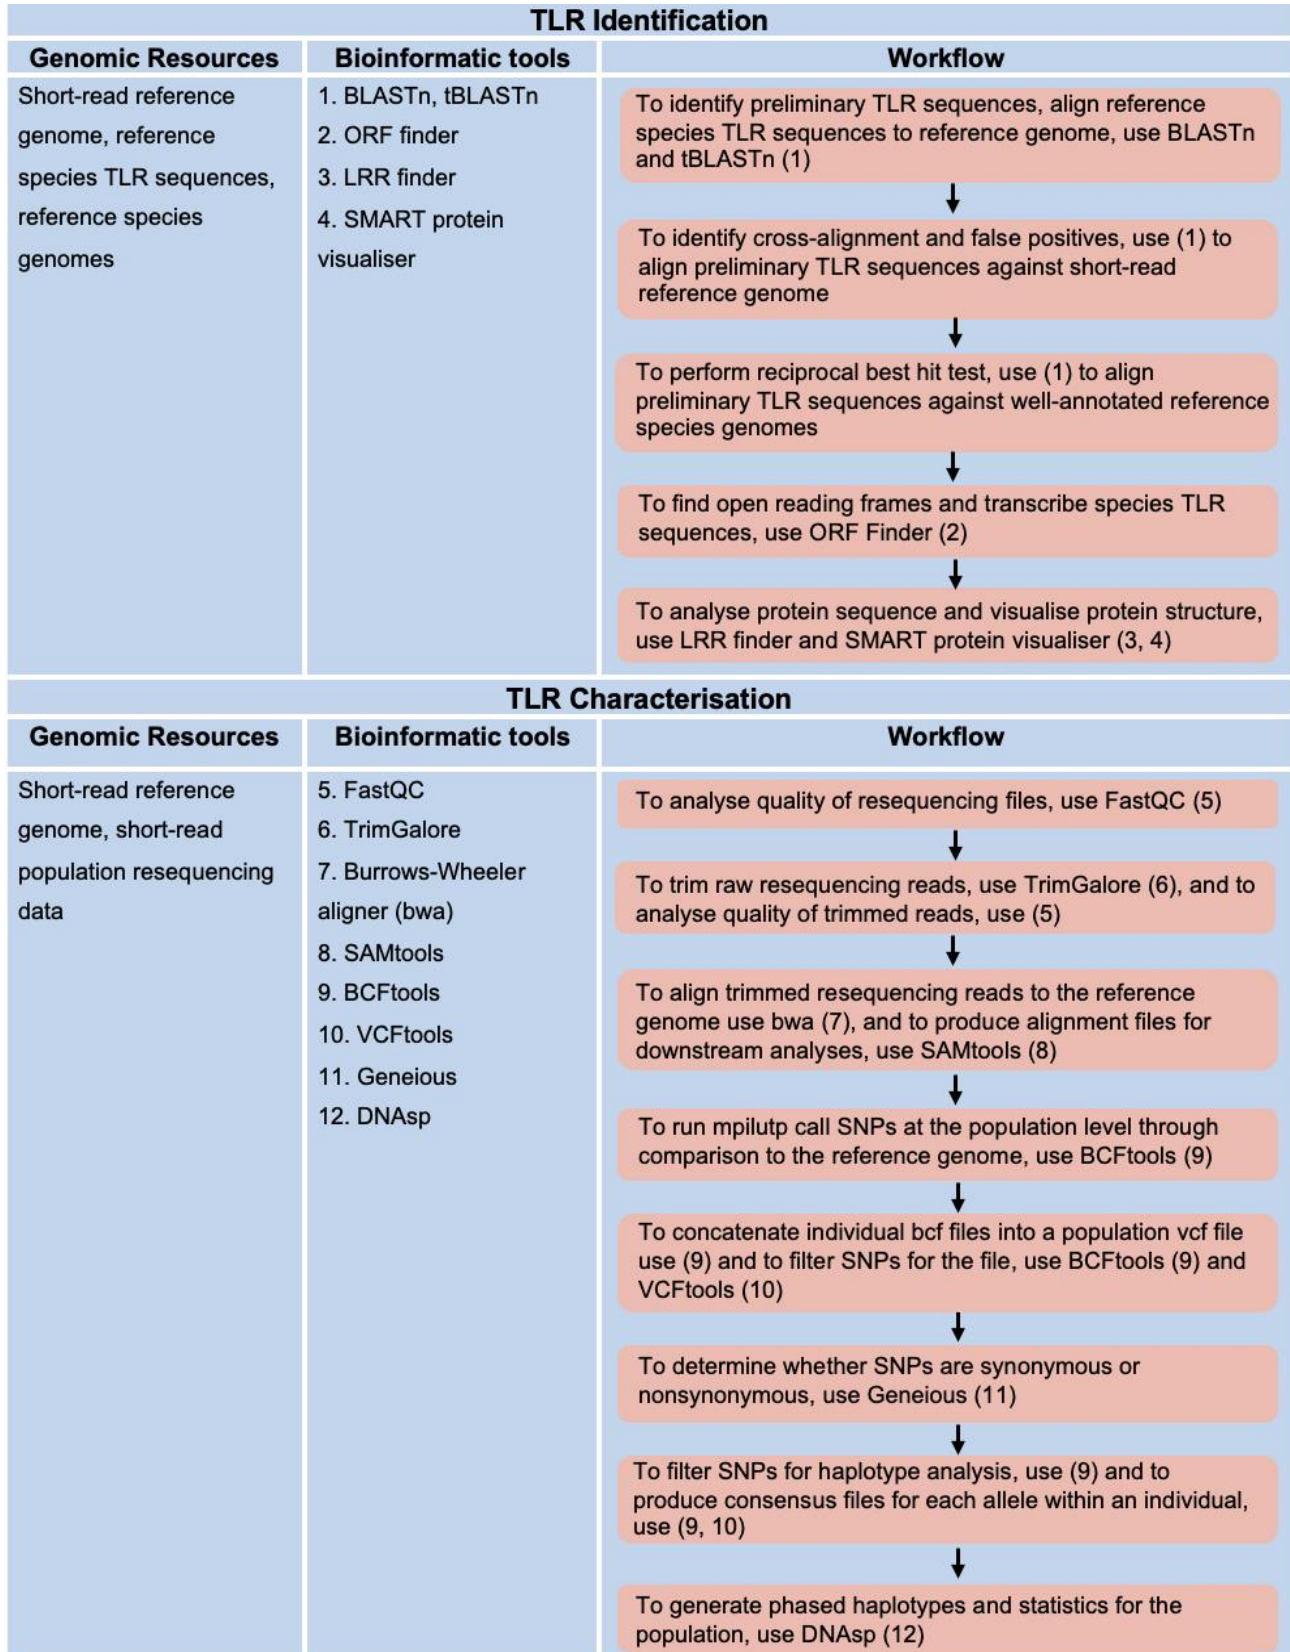 TLR Identification
Genomic Resources
Bioinformatic tools
Workflow
Short-read reference
genome, reference
species TLR sequences,
reference species
genomes
1. BLASTn, tBLASTn
2. ORF finder
3. LRR finder
4. SMART protein
visualiser
To identify preliminary TLR sequences, align reference
species TLR sequences to reference genome, use BLASTn
and tBLASTn (1)
To identify cross-alignment and false positives, use (1) to
align preliminary TLR sequences against short-read
reference genome
To perform reciprocal best hit test, use (1) to align
preliminary TLR sequences against well-annotated reference
species genomes
To find open reading frames and transcribe species TLR
sequences, use ORF Finder (2)
To analyse protein sequence and visualise protein structure,
use LRR finder and SMART protein visualiser (3, 4)
TLR Characterisation
Genomic Resources
Bioinformatic tools
Workflow
Short-read reference
genome, short-read
population resequencing
data
5. FastQC
6. TrimGalore
7. Burrows-Wheeler
aligner (bwa)
8. SAMtools
9. BCFtools
10. VCFtools
11. Geneious
12. DNAsp
To analyse quality of resequencing files, use FastQC (5)
To trim raw resequencing reads, use TrimGalore (6), and to
analyse quality of trimmed reads, use (5)
To align trimmed resequencing reads to the reference
genome use bwa (7), and to produce alignment files for
downstream analyses, use SAMtools (8)
To run mpilutp call SNPs at the population level through
comparison to the reference genome, use BCFtools (9)
To concatenate individual bcf files into a population vcf file
use (9) and to filter SNPs for the file, use BCFtools (9) and
VCFtools (10)
To determine whether SNPs are synonymous or
nonsynonymous, use Geneious (11)
To filter SNPs for haplotype analysis, use (9) and to
produce consensus files for each allele within an individual,
use (9, 10)
To generate phased haplotypes and statistics for the
population, use DNAsp (12)